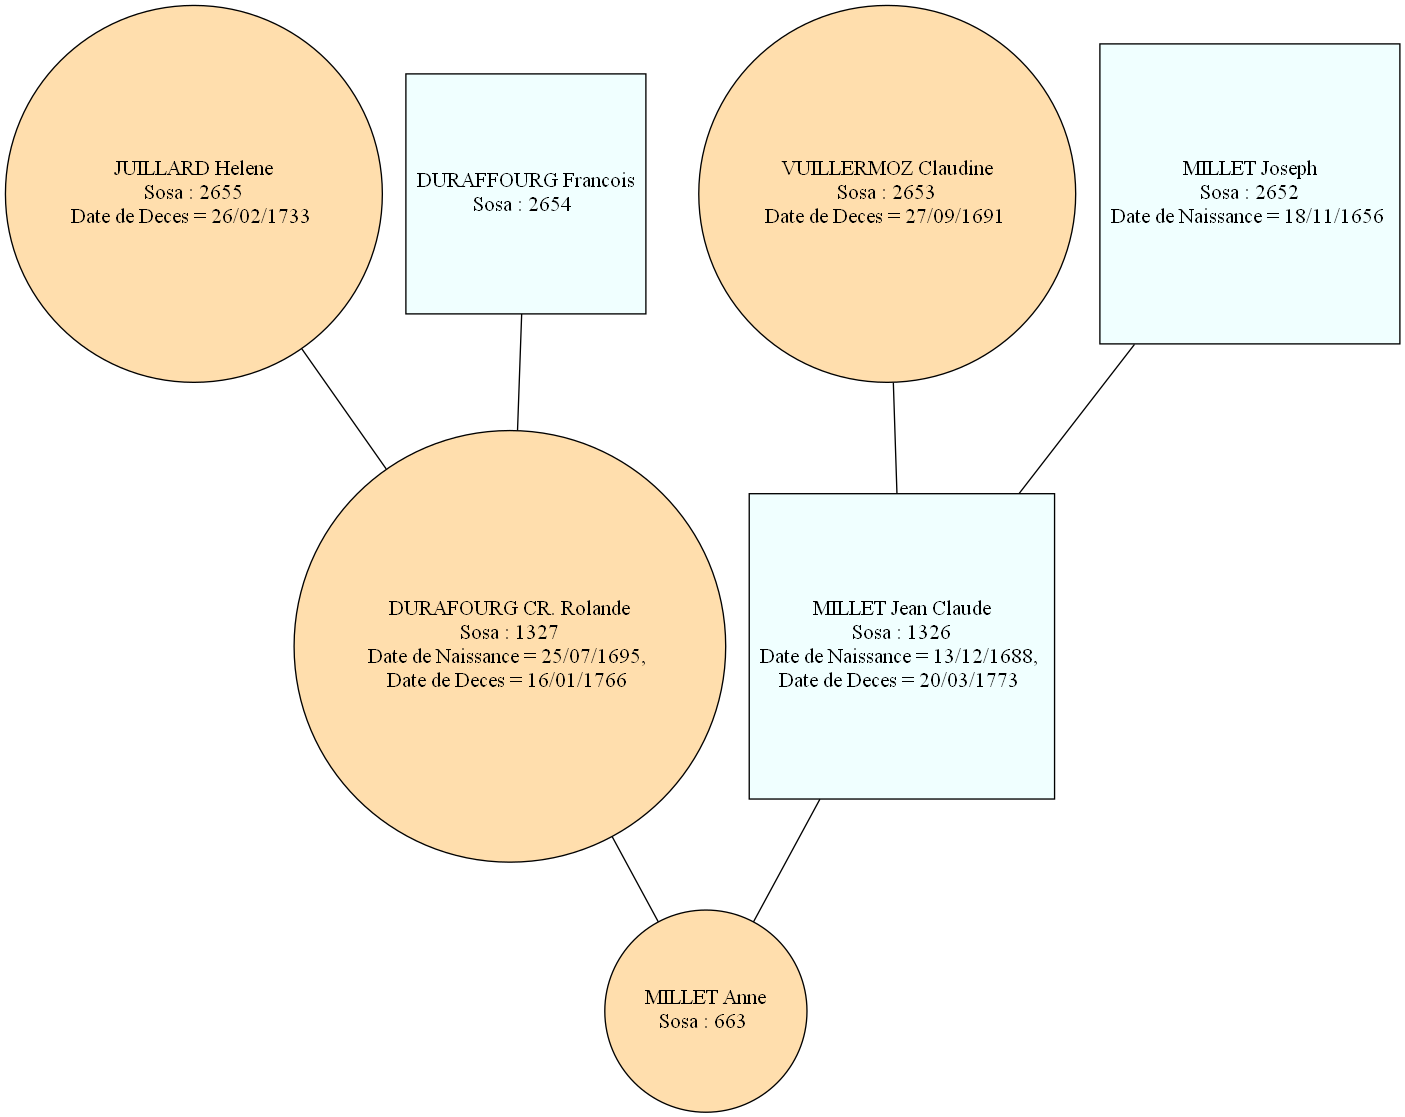 JUILLARD Helene
Sosa : 2655
Date de Deces = 26/02/1733
DURAFFOURG Francois
Sosa : 2654
VUILLERMOZ Claudine
Sosa : 2653
Date de Deces = 27/09/1691
MILLET Joseph
Sosa : 2652
Date de Naissance = 18/11/1656
DURAFOURG CR. Rolande
Sosa : 1327
Date de Naissance = 25/07/1695,
Date de Deces = 16/01/1766
MILLET Jean Claude
Sosa : 1326
Date de Naissance = 13/12/1688,
Date de Deces = 20/03/1773
MILLET Anne
Sosa : 663